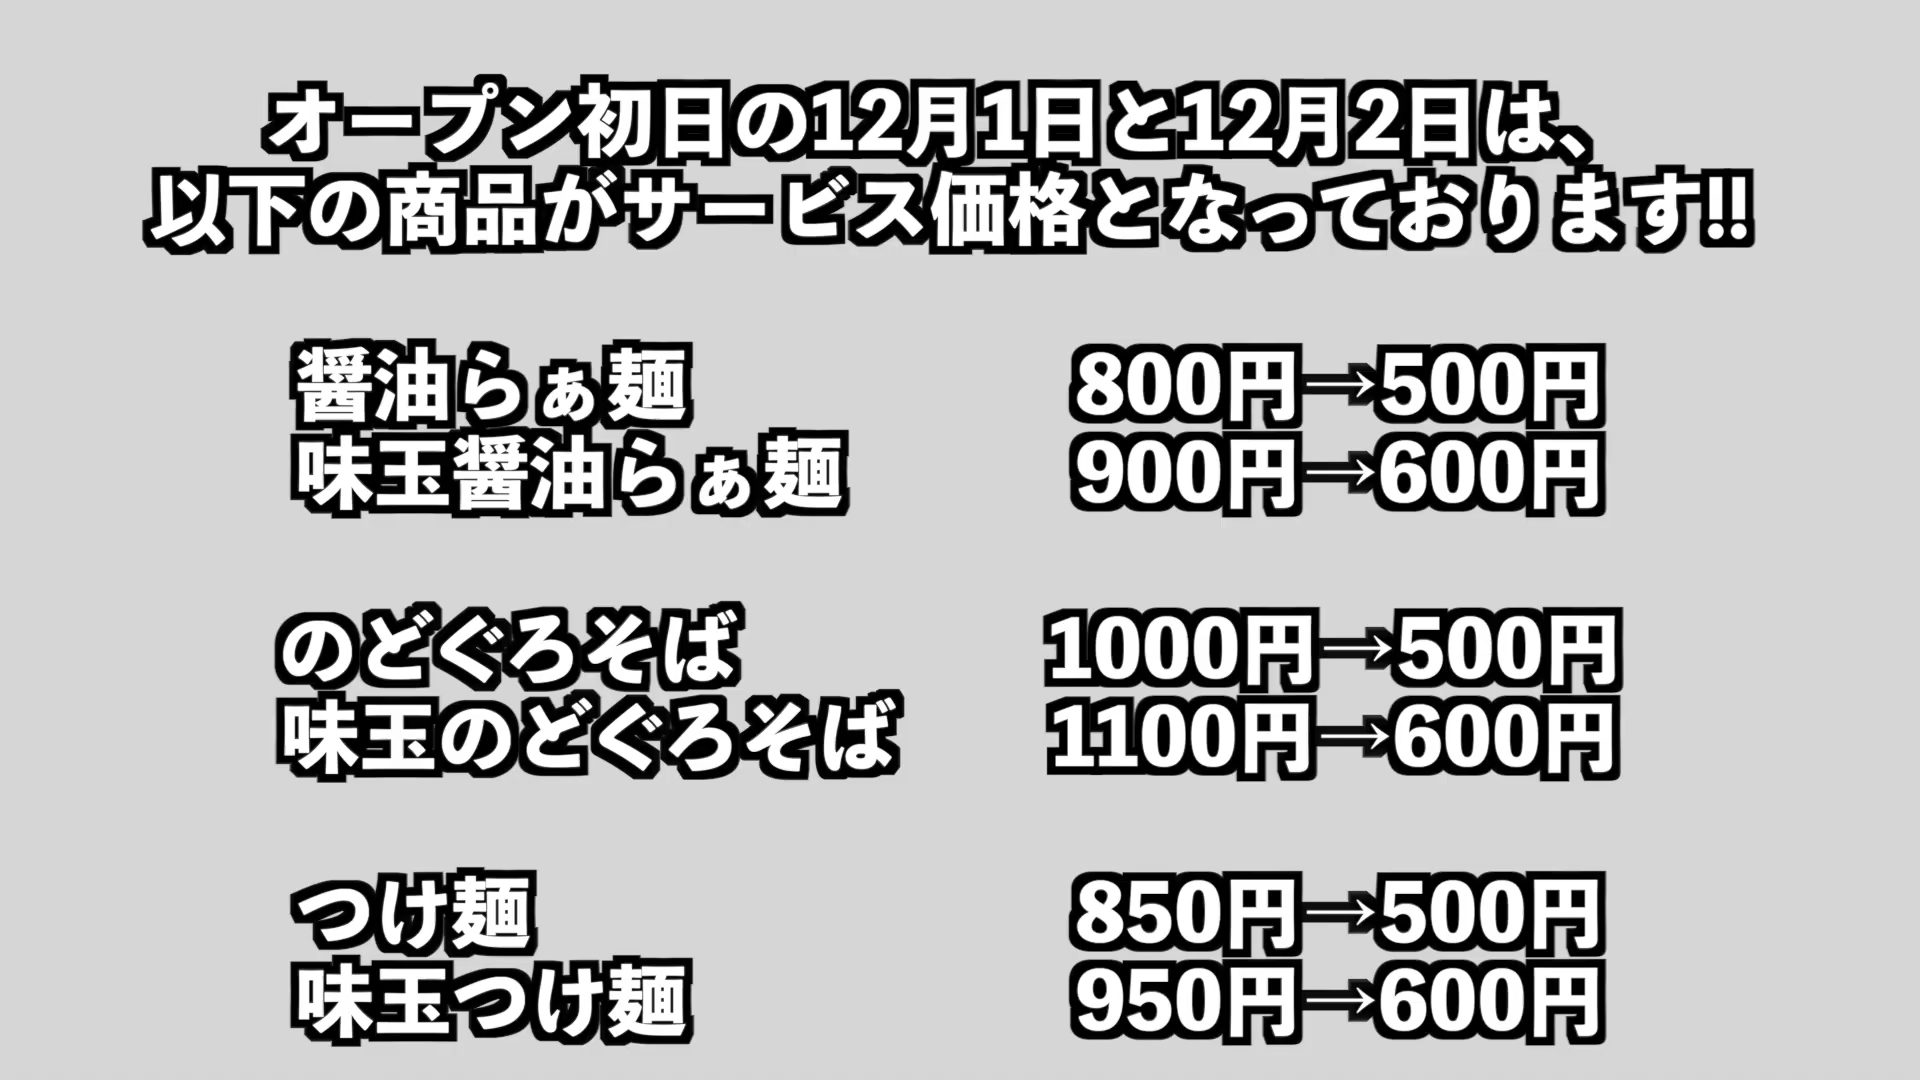 オープン初日の12月1日と12月2日は、
以下の商品がサービス価格となっております!!
醤油らぁ麺 800円→500円
味玉醤油らぁ麺 900円→600円
のどぐろそば 1000円→500円
味玉のどぐろそば 1100円→600円
つけ麺 850円→500円
味玉つけ麺 950円→600円